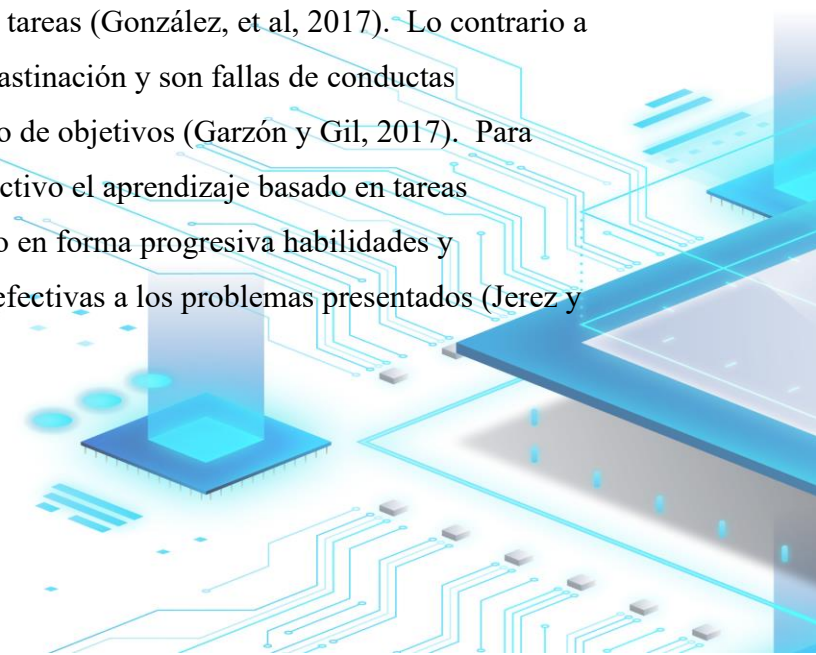 tareas (González, et al, 2017).  Lo contrario a
astinación y son fallas de conductas
o de objetivos (Garzón y Gil, 2017).  Para
ctivo el aprendizaje basado en tareas
o en forma progresiva habilidades y
efectivas a los problemas presentados (Jerez y